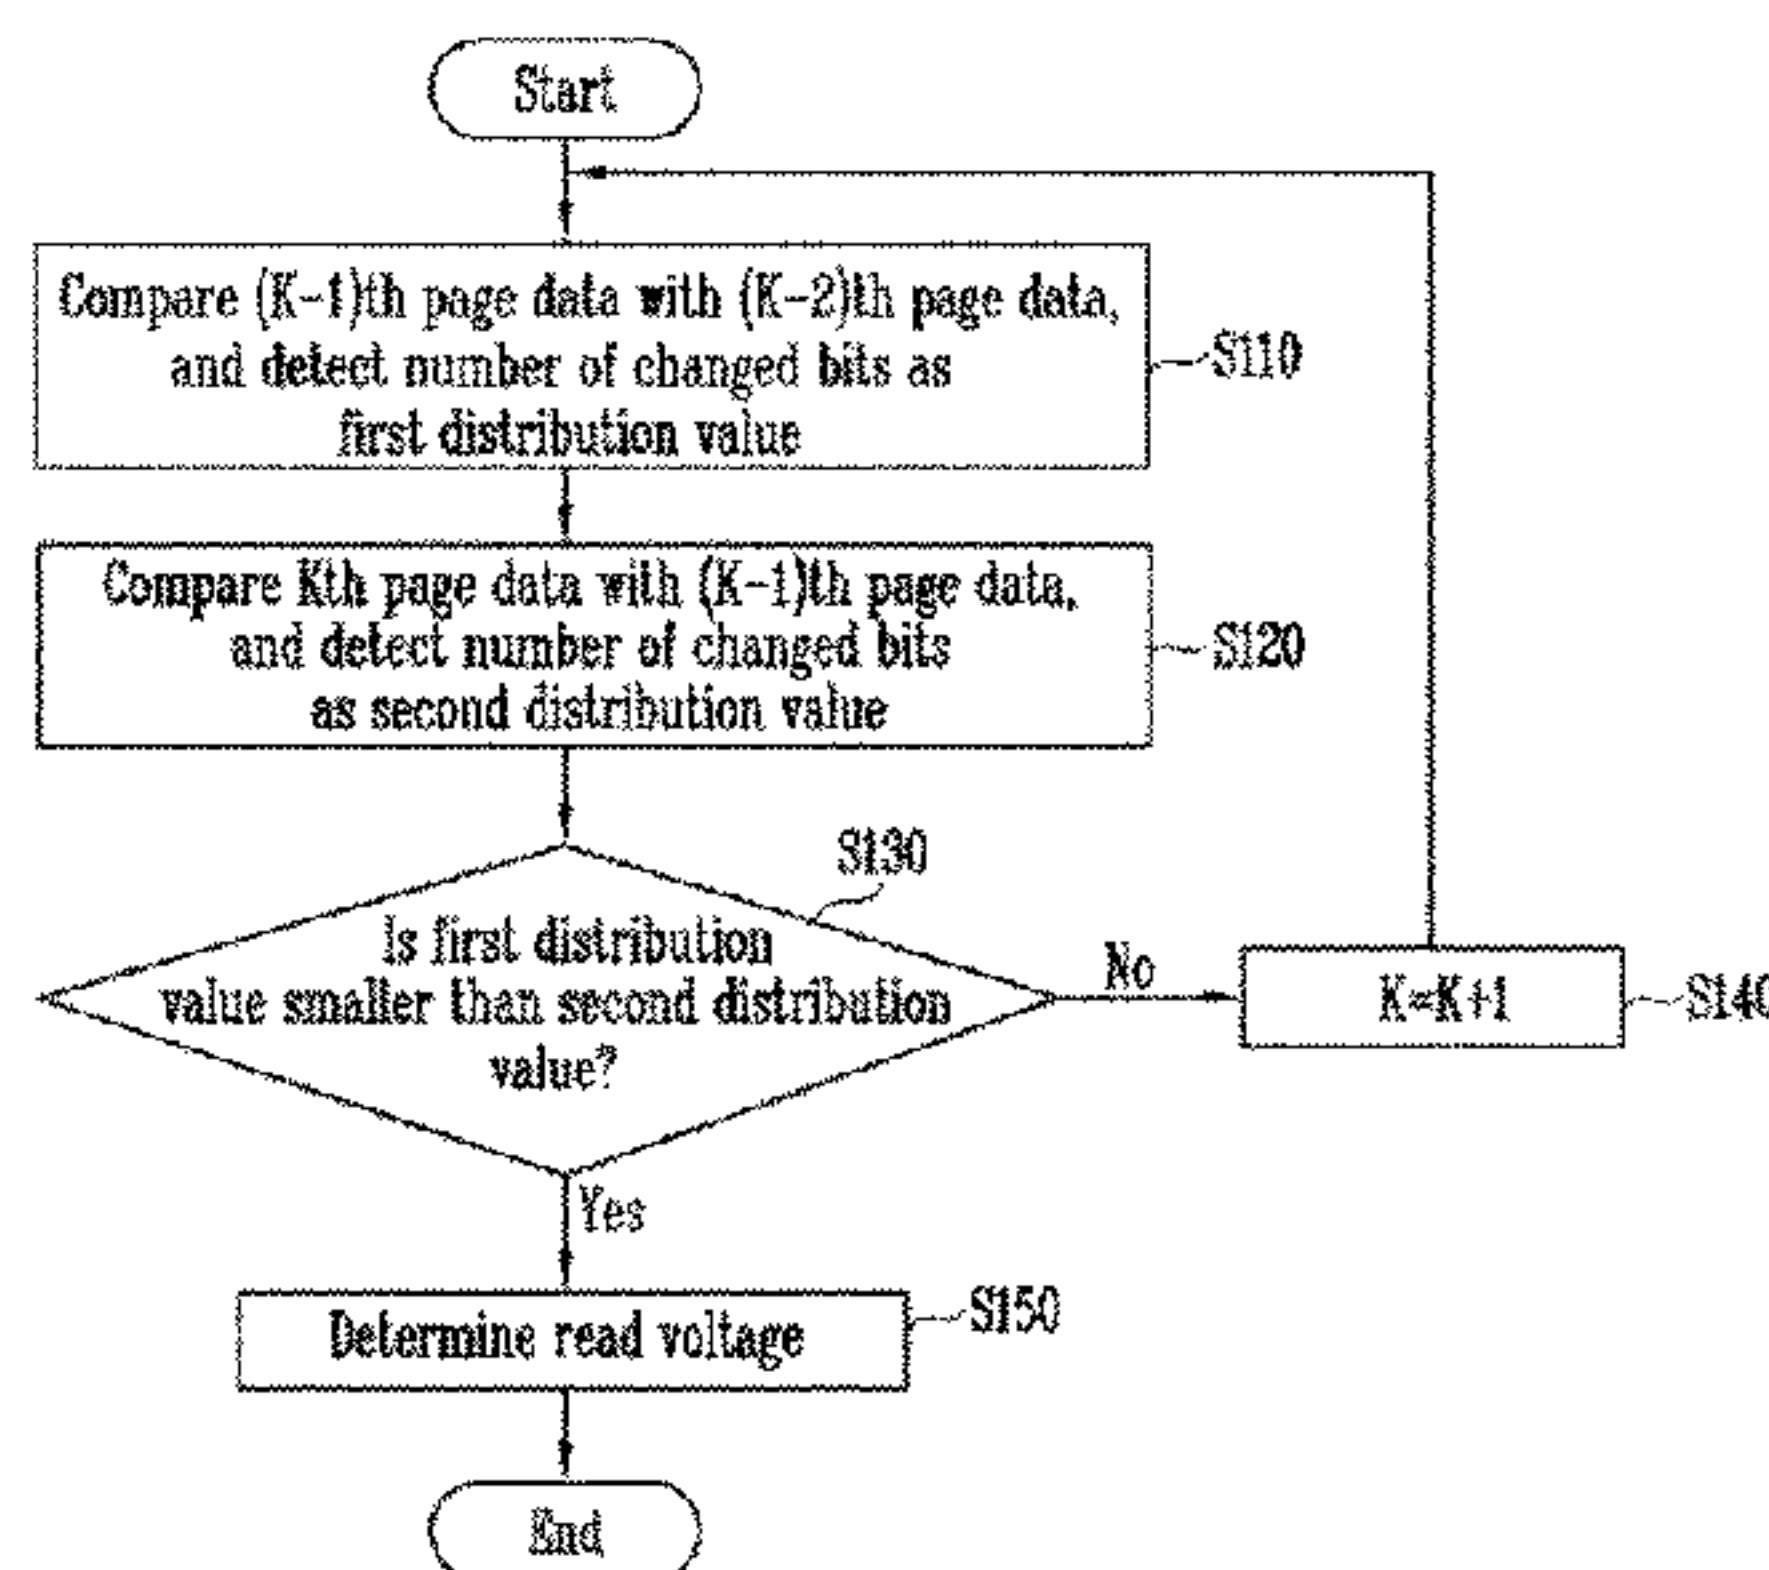 Start
Compare (K-1)th page data with (K-2)th page data,
and detect number of changed bits as
first distribution value
S110
Compare Kth page data with (K-1)th page data,
and detect number of changed bits
as second distribution value
S120
S130
Is first distribution
value smaller than second distribution
value?
No
K=K+1
S140
Yes
Determine read voltage
S150
End